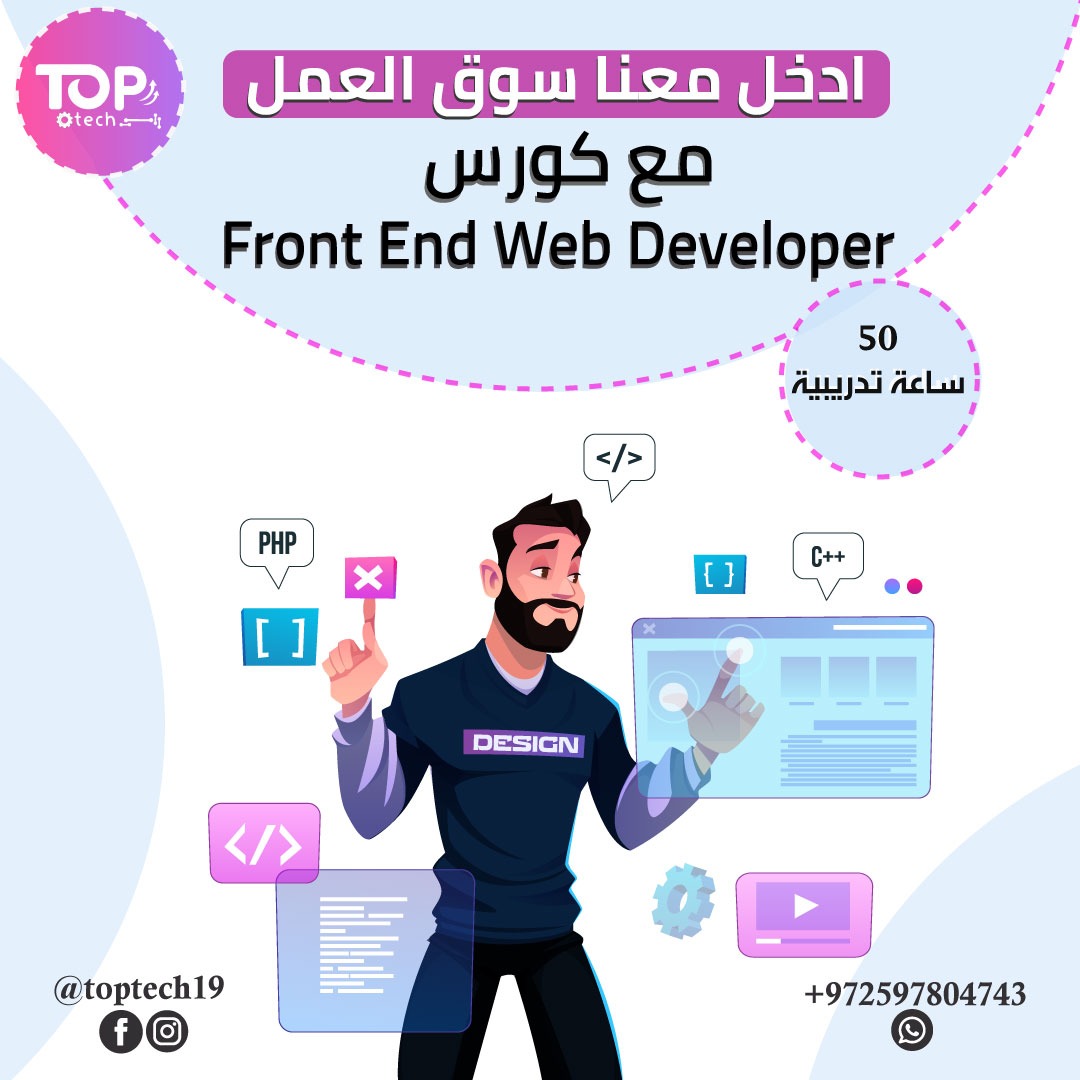 TOP
tech
ادخل معنا سوق العمل
مع كورس
Front End Web Developer
50
ساعة تدريبية
</>
PHP
C++
[ ]
{ }
DESIGN
</>
@toptech19
+972597804743